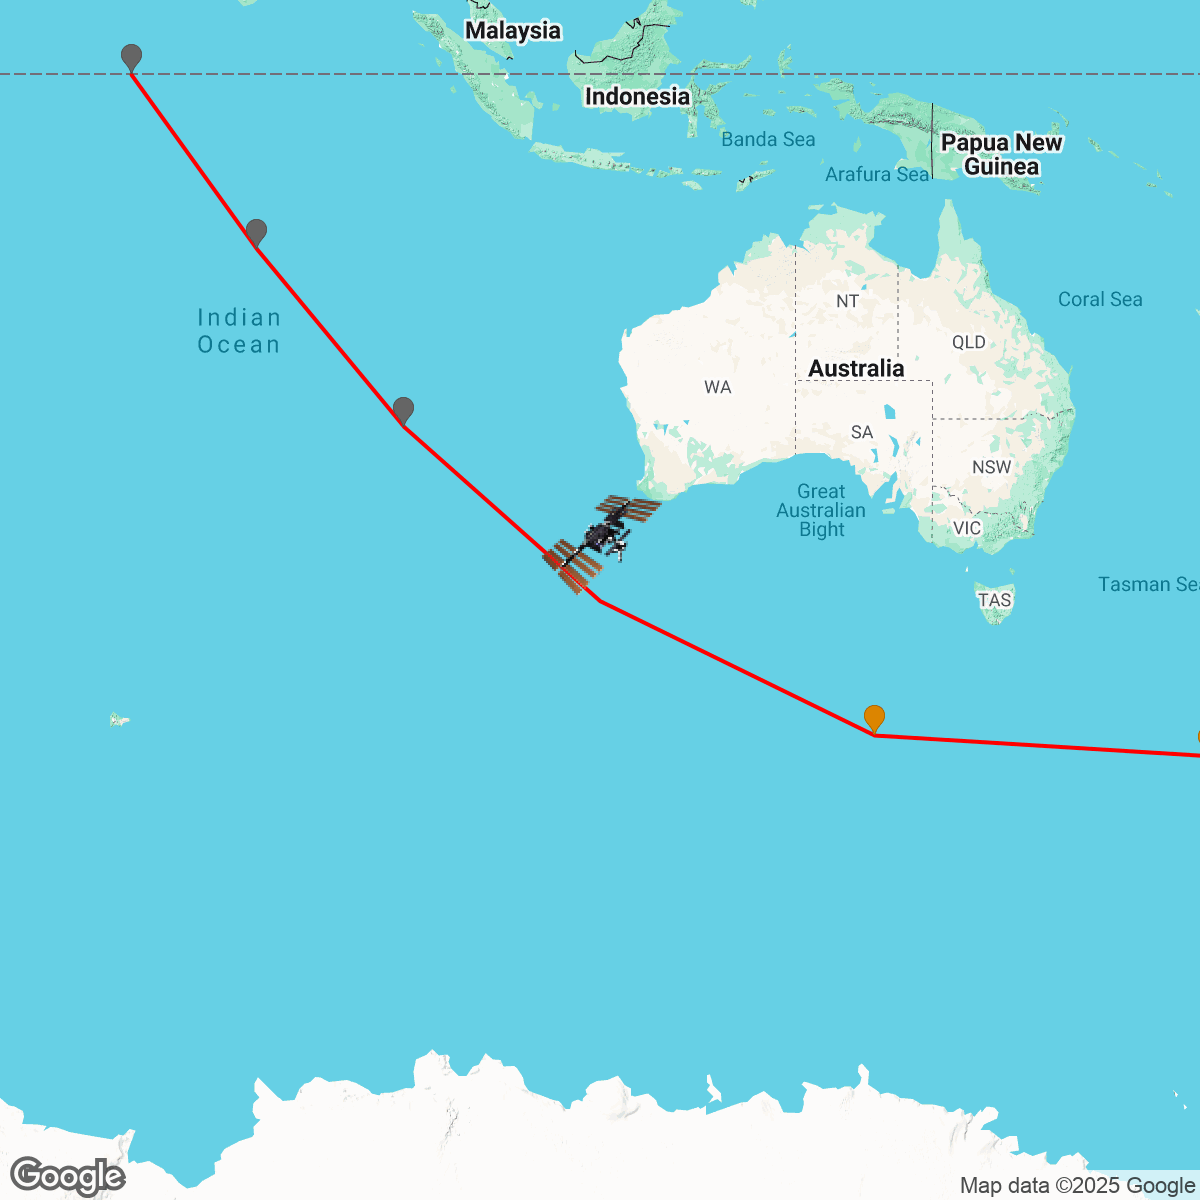 Malaysia
Indonesia
Banda Sea
Papua New
Guinea
Arafura Sea
Coral Sea
NT
Indian
Ocean
QLD
Australia
WA
SA
NSW
Great
Australian
Bight
VIC
Tasman Sea
TAS
Google
Map data ©2025 Google